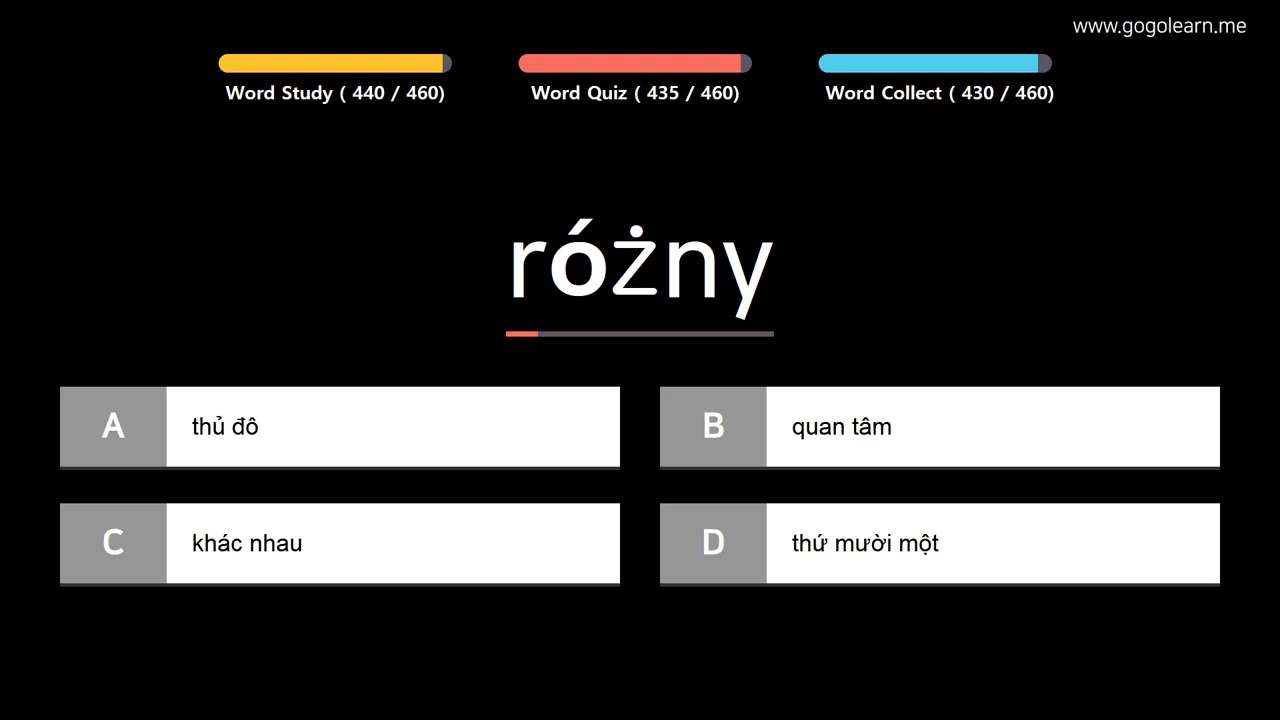 www.gogolearn.me
Word Study ( 440 / 460)
Word Quiz ( 435 / 460)
Word Collect ( 430 / 460)
różny
A thủ đô
B quan tâm
C khác nhau
D thứ mười một